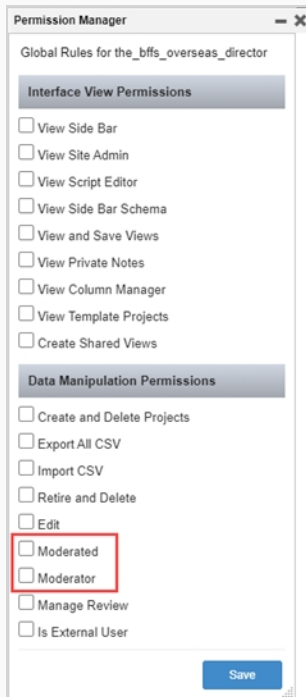 Permission Manager
Global Rules for the_bffs_overseas_director
Interface View Permissions
View Side Bar
View Site Admin
View Script Editor
View Side Bar Schema
View and Save Views
View Private Notes
View Column Manager
View Template Projects
Create Shared Views
Data Manipulation Permissions
Create and Delete Projects
Export All CSV
Import CSV
Retire and Delete
Edit
Moderated
Moderator
Manage Review
Is External User
Save